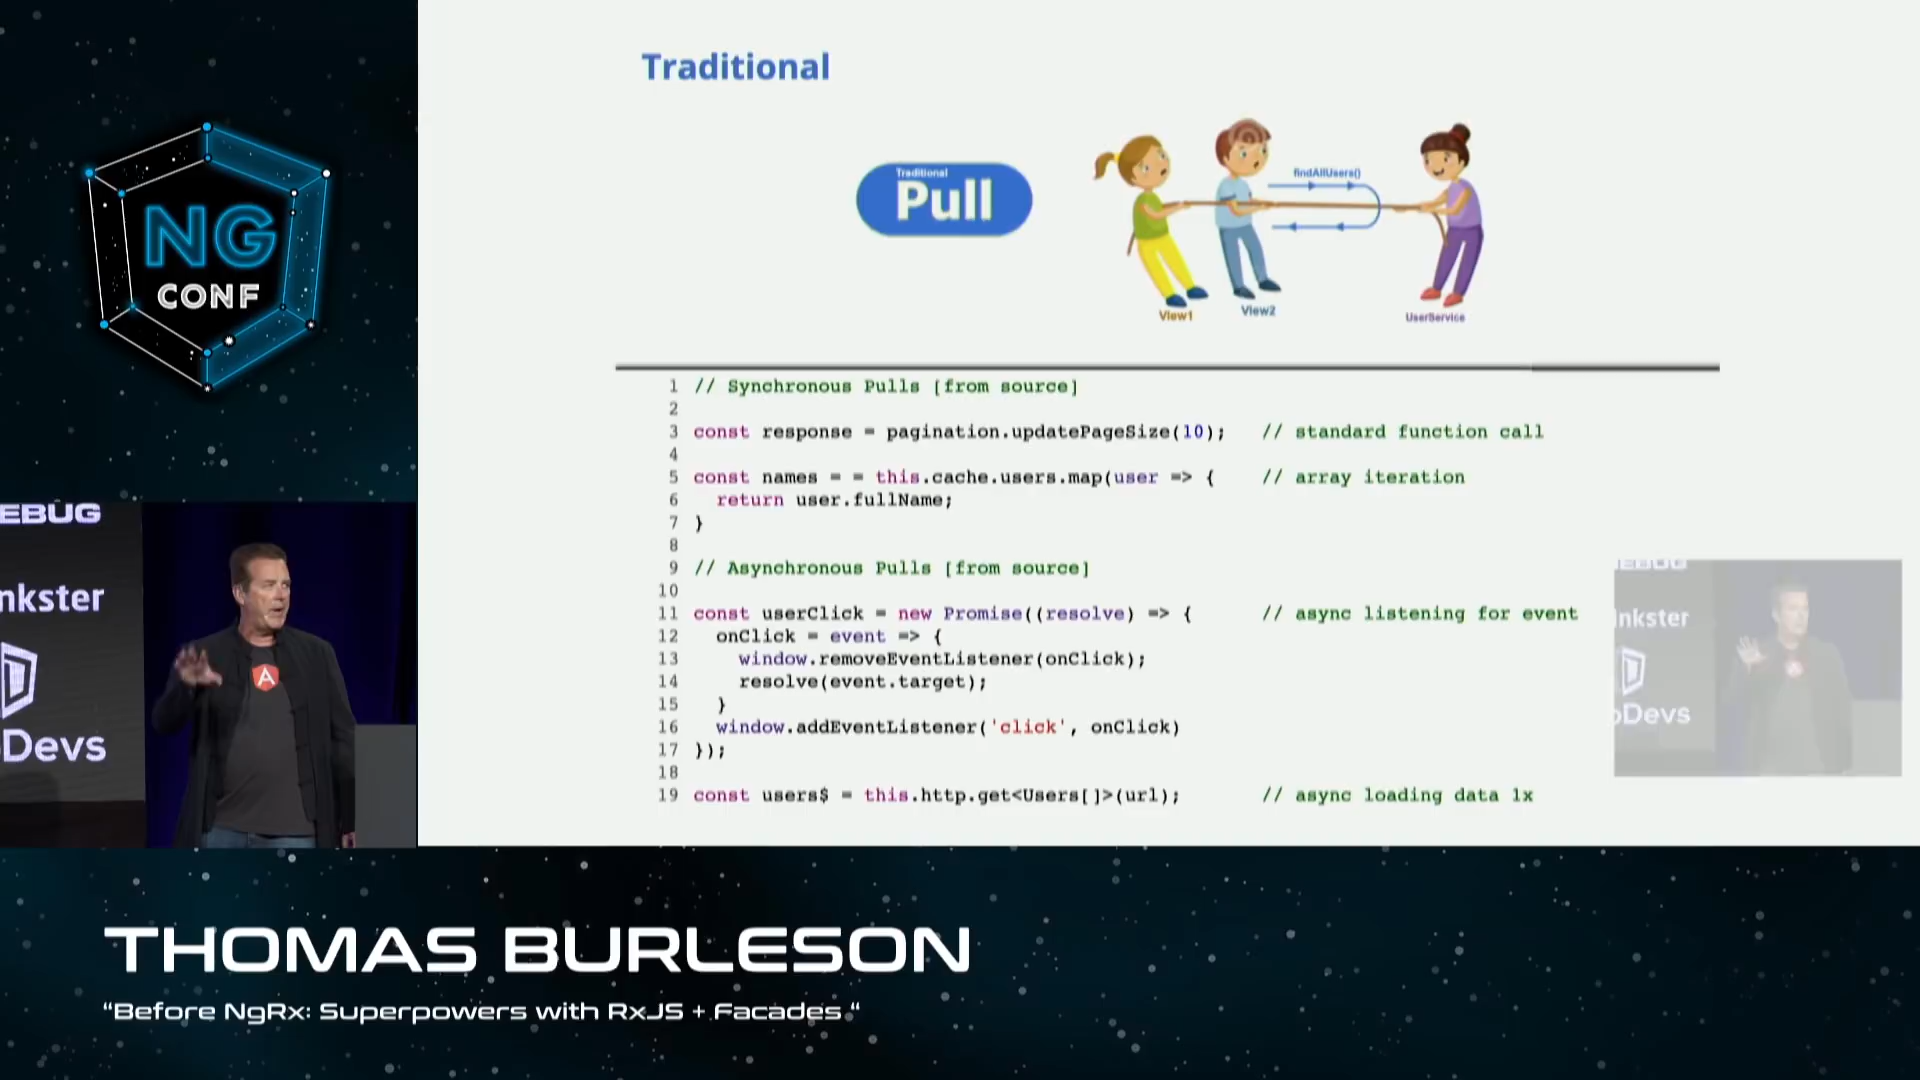 NG
CONF
EBUG
nkster
Devs
Traditional
Traditional
Pull
findAllUsers()
View1
View2
UserService
1 // Synchronous Pulls [from source]
2
3 const response = pagination.updatePageSize(10); // standard function call
4
5 const names = = this.cache.users.map(user => { // array iteration
6 return user.fullName;
7 }
8
9 // Asynchronous Pulls [from source]
10
11 const userClick = new Promise((resolve) => { // async listening for event
12 onClick = event => {
13 window.removeEventListener(onClick);
14 resolve(event.target);
15 }
16 window.addEventListener('click', onClick)
17 });
18
19 const users$ = this.http.get<Users[]>(url); // async loading data 1x
EBUG
inkster
oDevs
THOMAS BURLESON
“Before NgRx: Superpowers with RxJS + Facades “